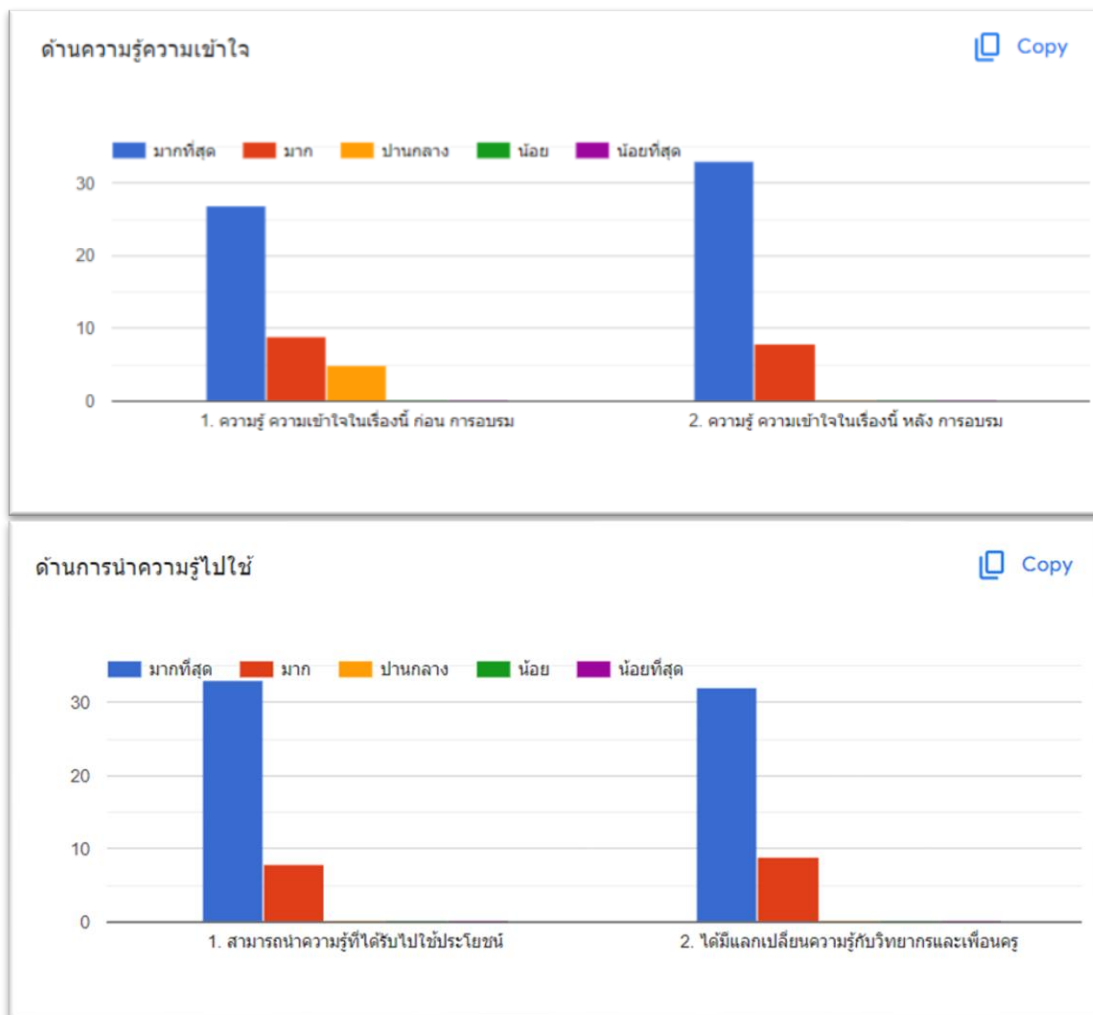 ด้านความรู้ความเข้าใจ
Copy
มากที่สุด มาก ปานกลาง น้อย น้อยที่สุด
30
20
10
0
1. ความรู้ ความเข้าใจในเรื่องนี้ ก่อน การอบรม
2. ความรู้ ความเข้าใจในเรื่องนี้ หลัง การอบรม
ด้านการนำความรู้ไปใช้
Copy
มากที่สุด มาก ปานกลาง น้อย น้อยที่สุด
30
20
10
0
1. สามารถนำความรู้ที่ได้รับไปใช้ประโยชน์
2. ได้มีแลกเปลี่ยนความรู้กับวิทยากรและเพื่อนครู